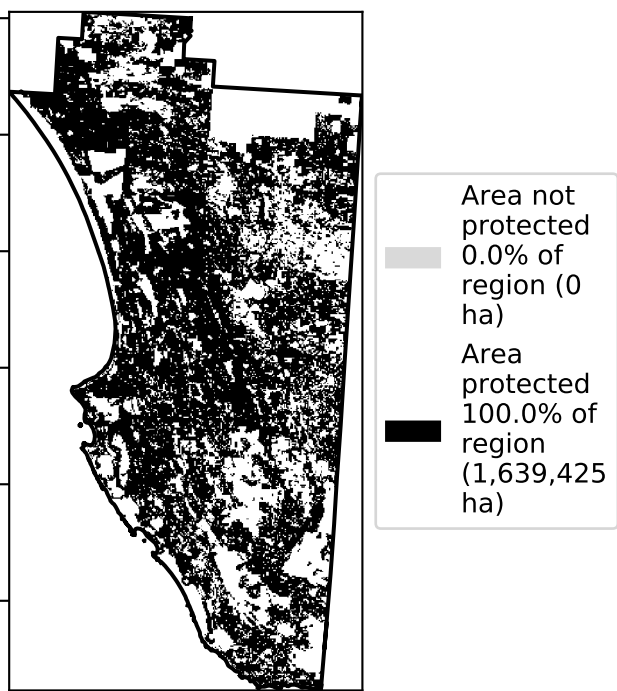 Area not
protected
0.0% of
region (0
ha)
Area
protected
100.0% of
region
(1,639,425
ha)